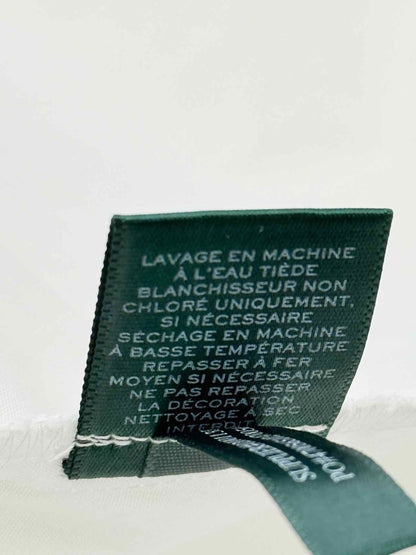 LAVAGE EN MACHINE
À L'EAU TIÈDE
BLANCHISSEUR NON
CHLORÉ UNIQUEMENT,
SI NÉCESSAIRE
SÉCHAGE EN MACHINE
À BASSE TEMPÉRATURE
REPASSER À FER
MOYEN SI NÉCESSAIRE
NE PAS REPASSER
LA DÉCORATION
NETTOYAGE À SEC
INTERDIT